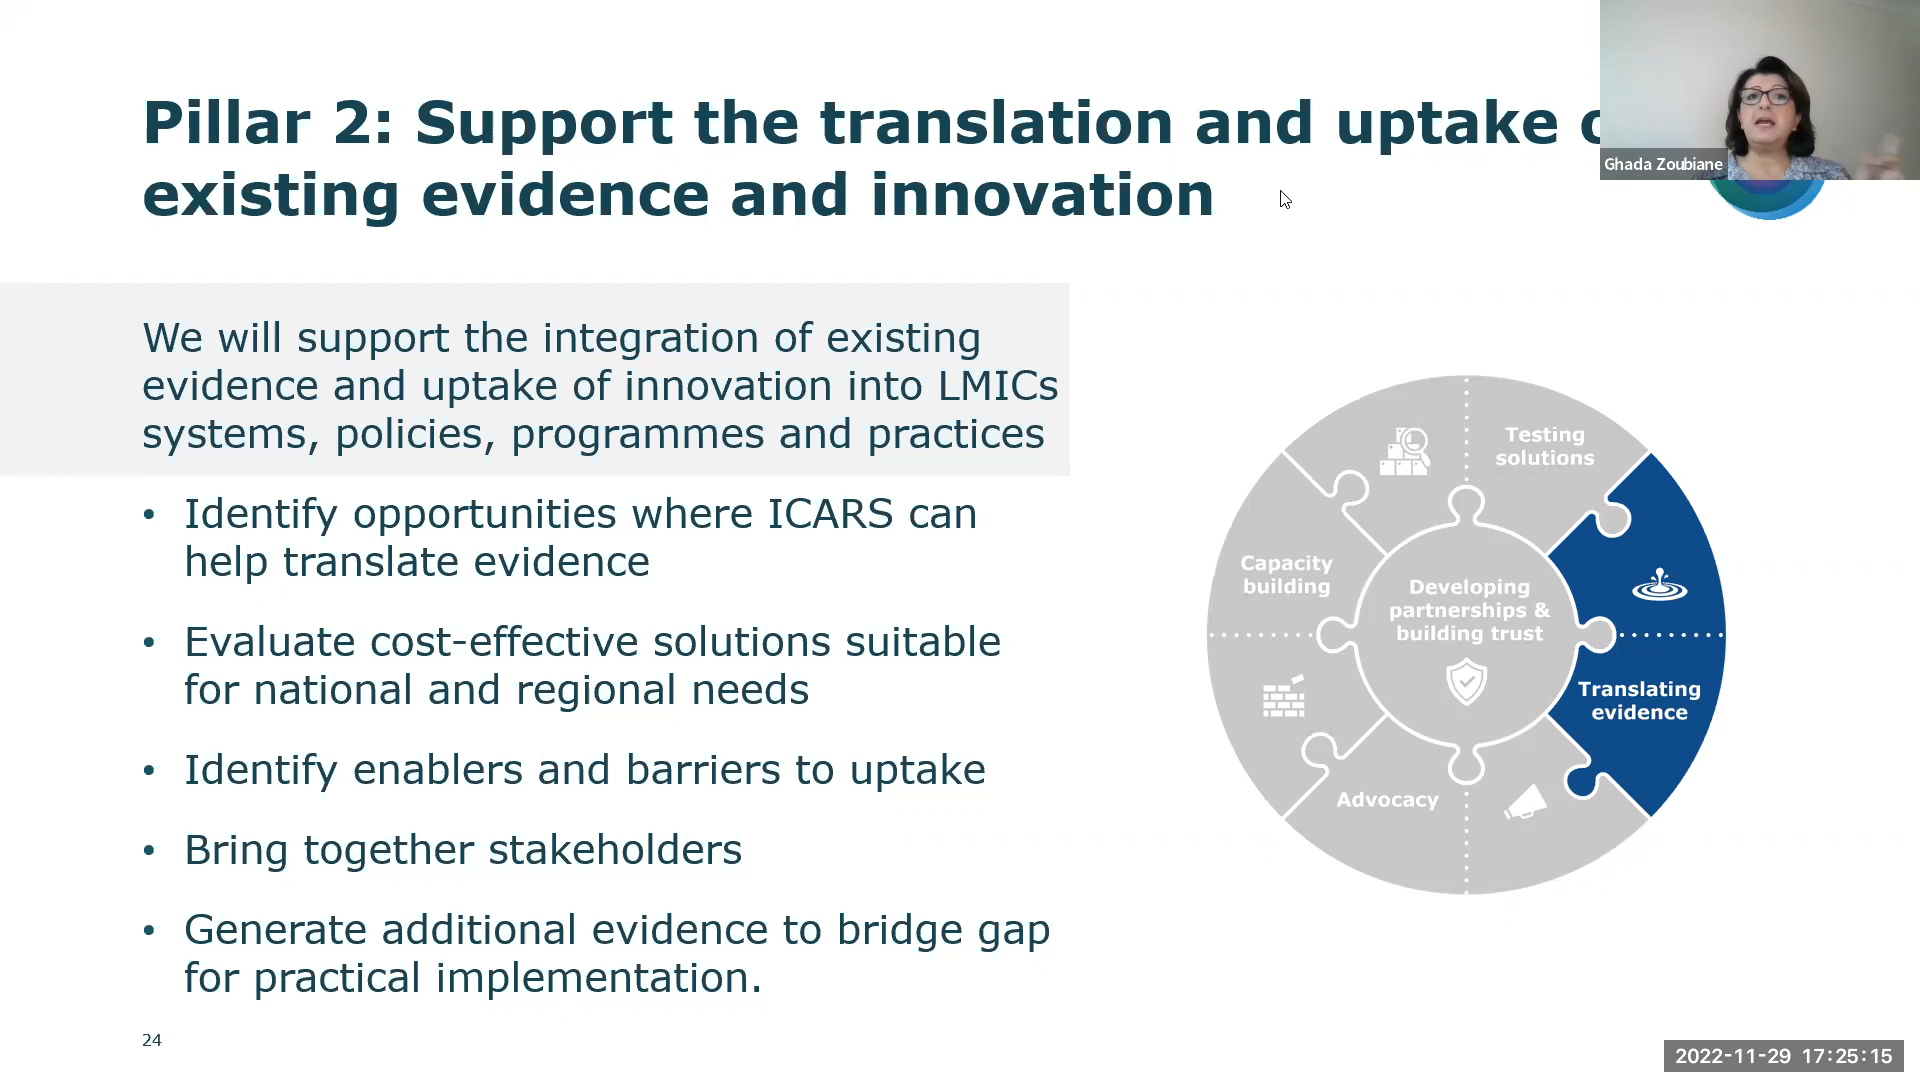 Pillar 2: Support the translation and uptake
existing evidence and innovation
Ghada Zoubiane
We will support the integration of existing
evidence and uptake of innovation into LMICs
systems, policies, programmes and practices
• Identify opportunities where ICARS can
help translate evidence
• Evaluate cost-effective solutions suitable
for national and regional needs
• Identify enablers and barriers to uptake
• Bring together stakeholders
• Generate additional evidence to bridge gap
for practical implementation.
Testing
solutions
Capacity
building
Developing
partnerships &
building trust
Translating
evidence
Advocacy
24
2022-11-29 17:25:15